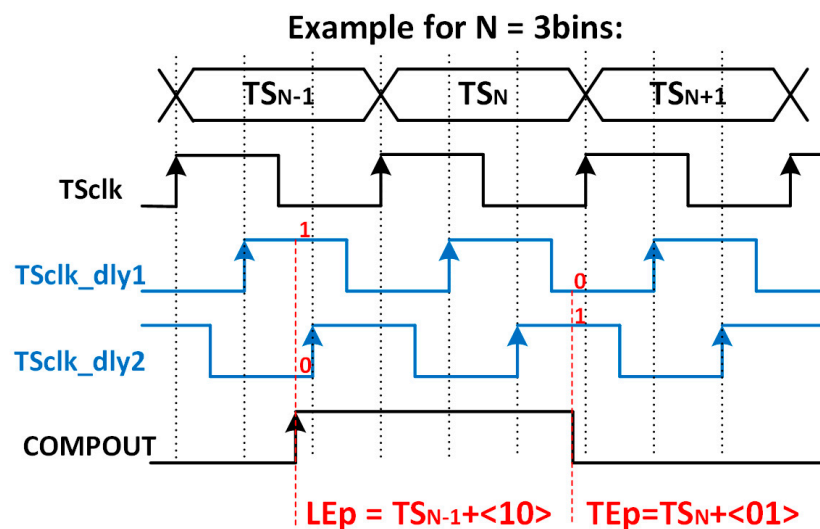 Example for N = 3bins:
TSN-1 TSN TSN+1
TSclk
1
TSclk_dly1
0
1
TSclk_dly2
0
COMPOUT
LEp = TSN-1+<10> TEp=TSN+<01>